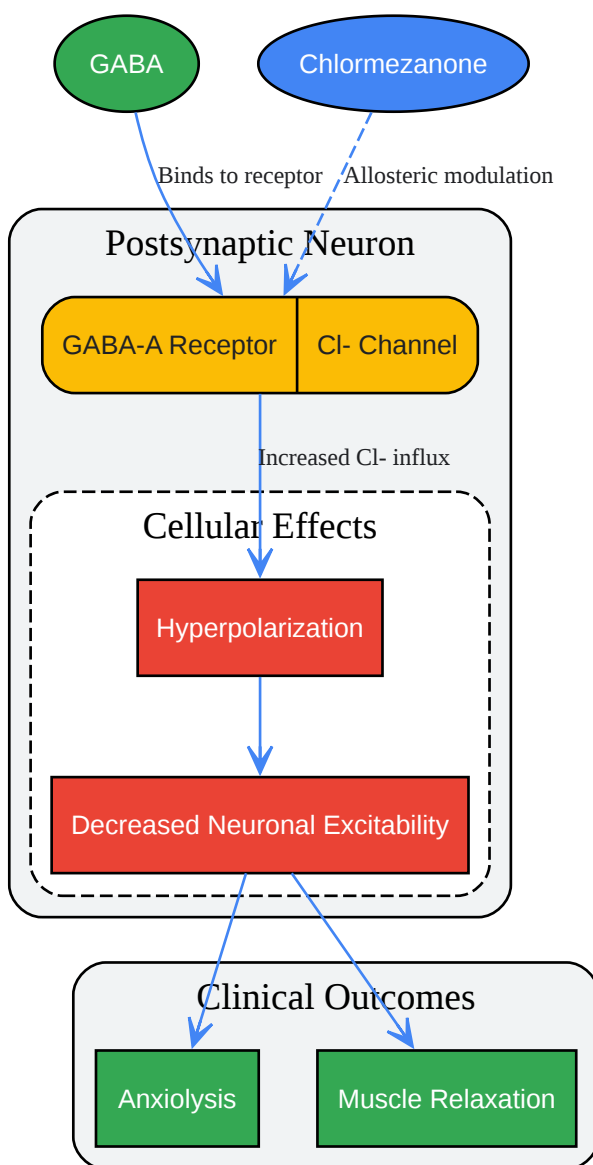 GABA
Chlormezanone
Binds to receptor
Allosteric modulation
Postsynaptic Neuron
GABA-A Receptor
Cl- Channel
Increased Cl- influx
Cellular Effects
Hyperpolarization
Decreased Neuronal Excitability
Clinical Outcomes
Anxiolysis
Muscle Relaxation